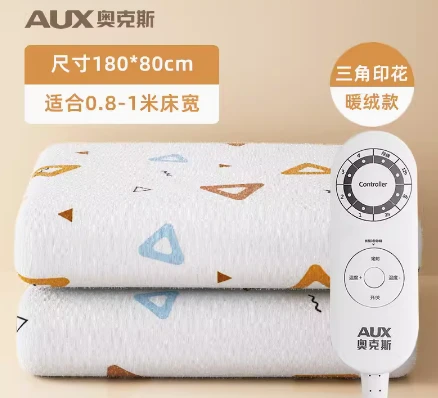 AUX奥克斯
尺寸180*80cm
适合0.8-1米床宽
三角印花
暖绒款
Controller
AUX
奥克斯